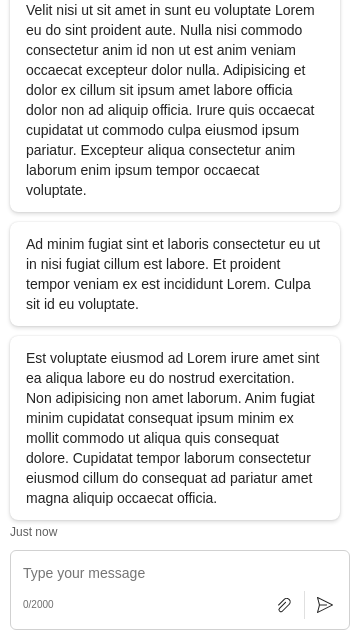 Velit nisi ut sit amet in sunt eu voluptate Lorem
eu do sint proident aute. Nulla nisi commodo
consectetur anim id non ut est anim veniam
occaecat excepteur dolor nulla. Adipisicing et
dolor ex cillum sit ipsum amet labore officia
dolor non ad aliquip officia. Irure quis occaecat
cupidatat ut commodo culpa eiusmod ipsum
pariatur. Excepteur aliqua consectetur anim
laborum enim ipsum tempor occaecat
voluptate.
Ad minim fugiat sint et laboris consectetur eu ut
in nisi fugiat cillum est labore. Et proident
tempor veniam ex est incididunt Lorem. Culpa
sit id eu voluptate.
Est voluptate eiusmod ad Lorem irure amet sint
ea aliqua labore eu do nostrud exercitation.
Non adipisicing non amet laborum. Anim fugiat
minim cupidatat consequat ipsum minim ex
mollit commodo ut aliqua quis consequat
dolore. Cupidatat tempor laborum consectetur
eiusmod cillum do consequat ad pariatur amet
magna aliquip occaecat officia.
Just now
Type your message
0/2000